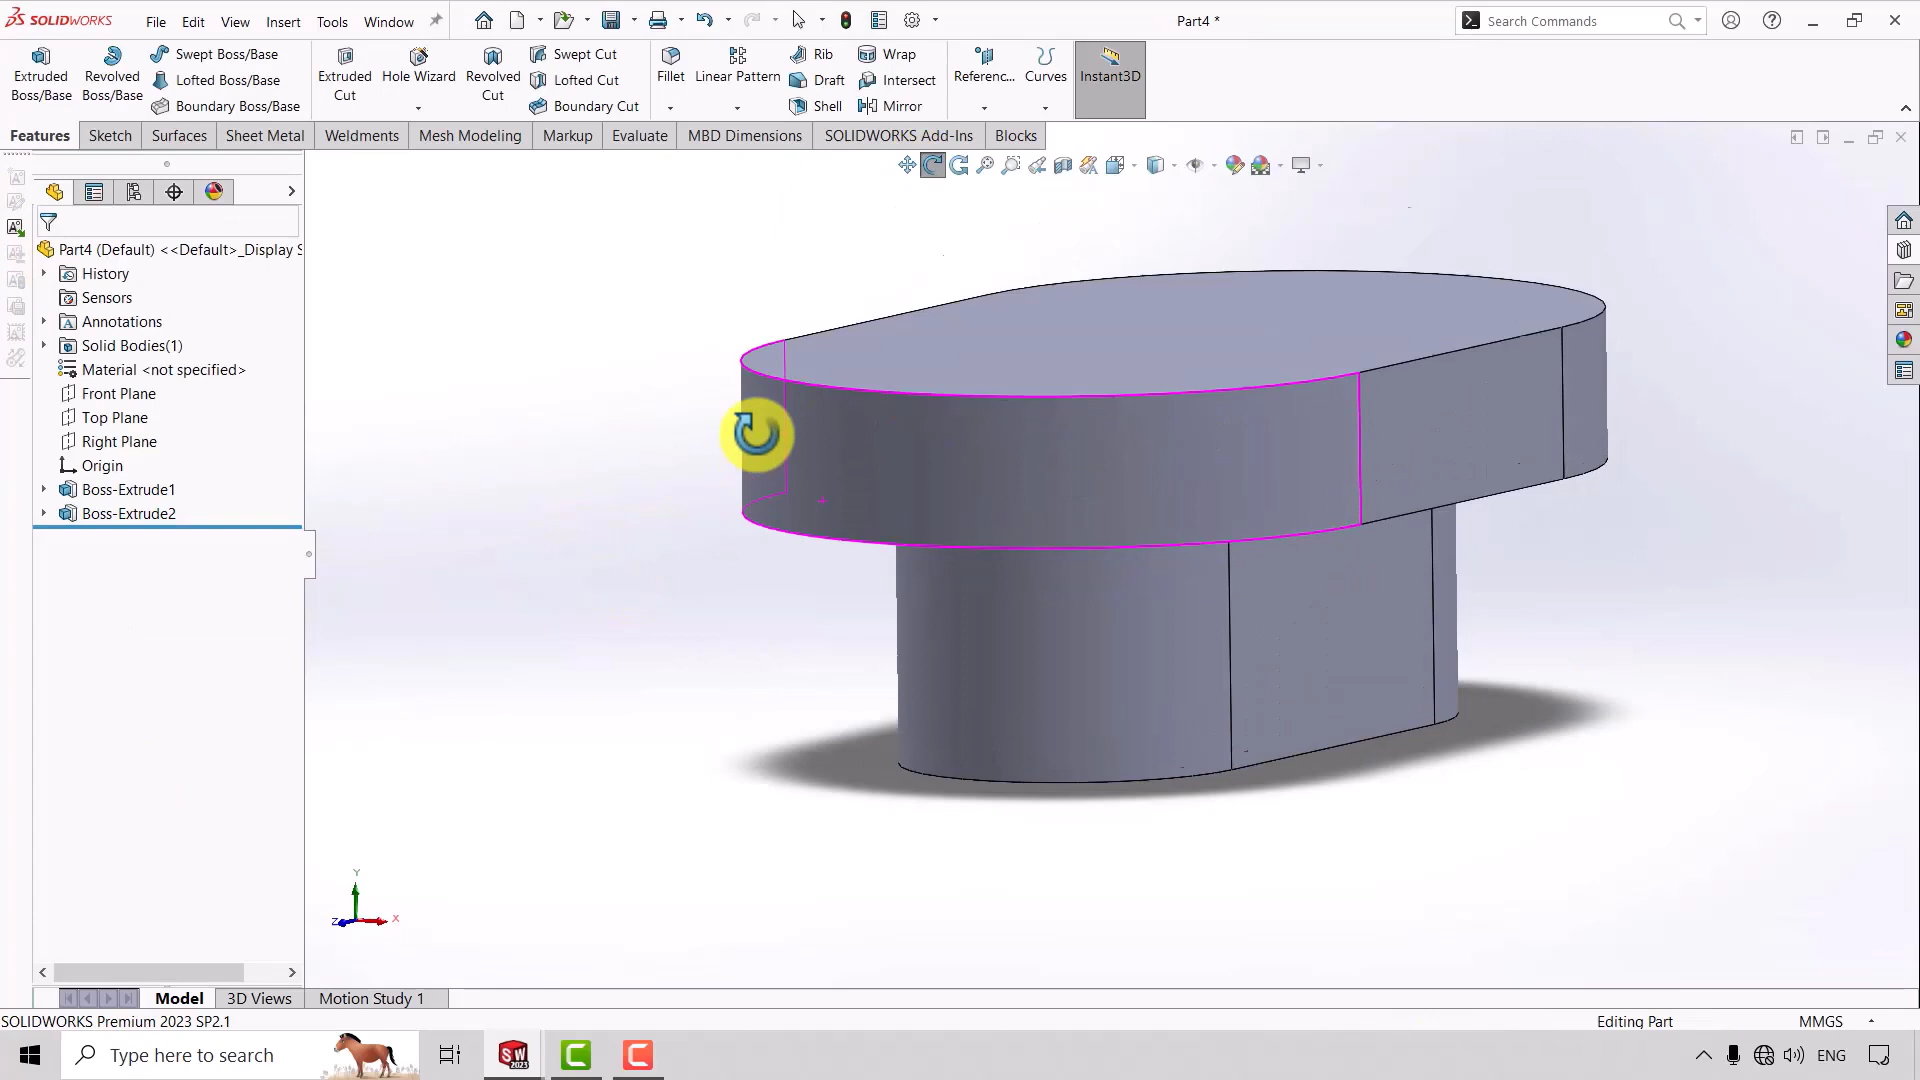 SOLIDWORKS
File
Edit
View
Insert
Tools
Window
Part4 *
Search Commands
Extruded Boss/Base
Revolved Boss/Base
Swept Boss/Base
Lofted Boss/Base
Boundary Boss/Base
Extruded Cut
Hole Wizard
Revolved Cut
Swept Cut
Lofted Cut
Boundary Cut
Fillet
Linear Pattern
Rib
Draft
Shell
Wrap
Intersect
Mirror
Referenc...
Curves
Instant3D
Features
Sketch
Surfaces
Sheet Metal
Weldments
Mesh Modeling
Markup
Evaluate
MBD Dimensions
SOLIDWORKS Add-Ins
Blocks
Part4 (Default) <<Default>_Display S
History
Sensors
Annotations
Solid Bodies(1)
Material <not specified>
Front Plane
Top Plane
Right Plane
Origin
Boss-Extrude1
Boss-Extrude2
Y
Z
X
Model
3D Views
Motion Study 1
SOLIDWORKS Premium 2023 SP2.1
Editing Part
MMGS
Type here to search
SW
2023
ENG